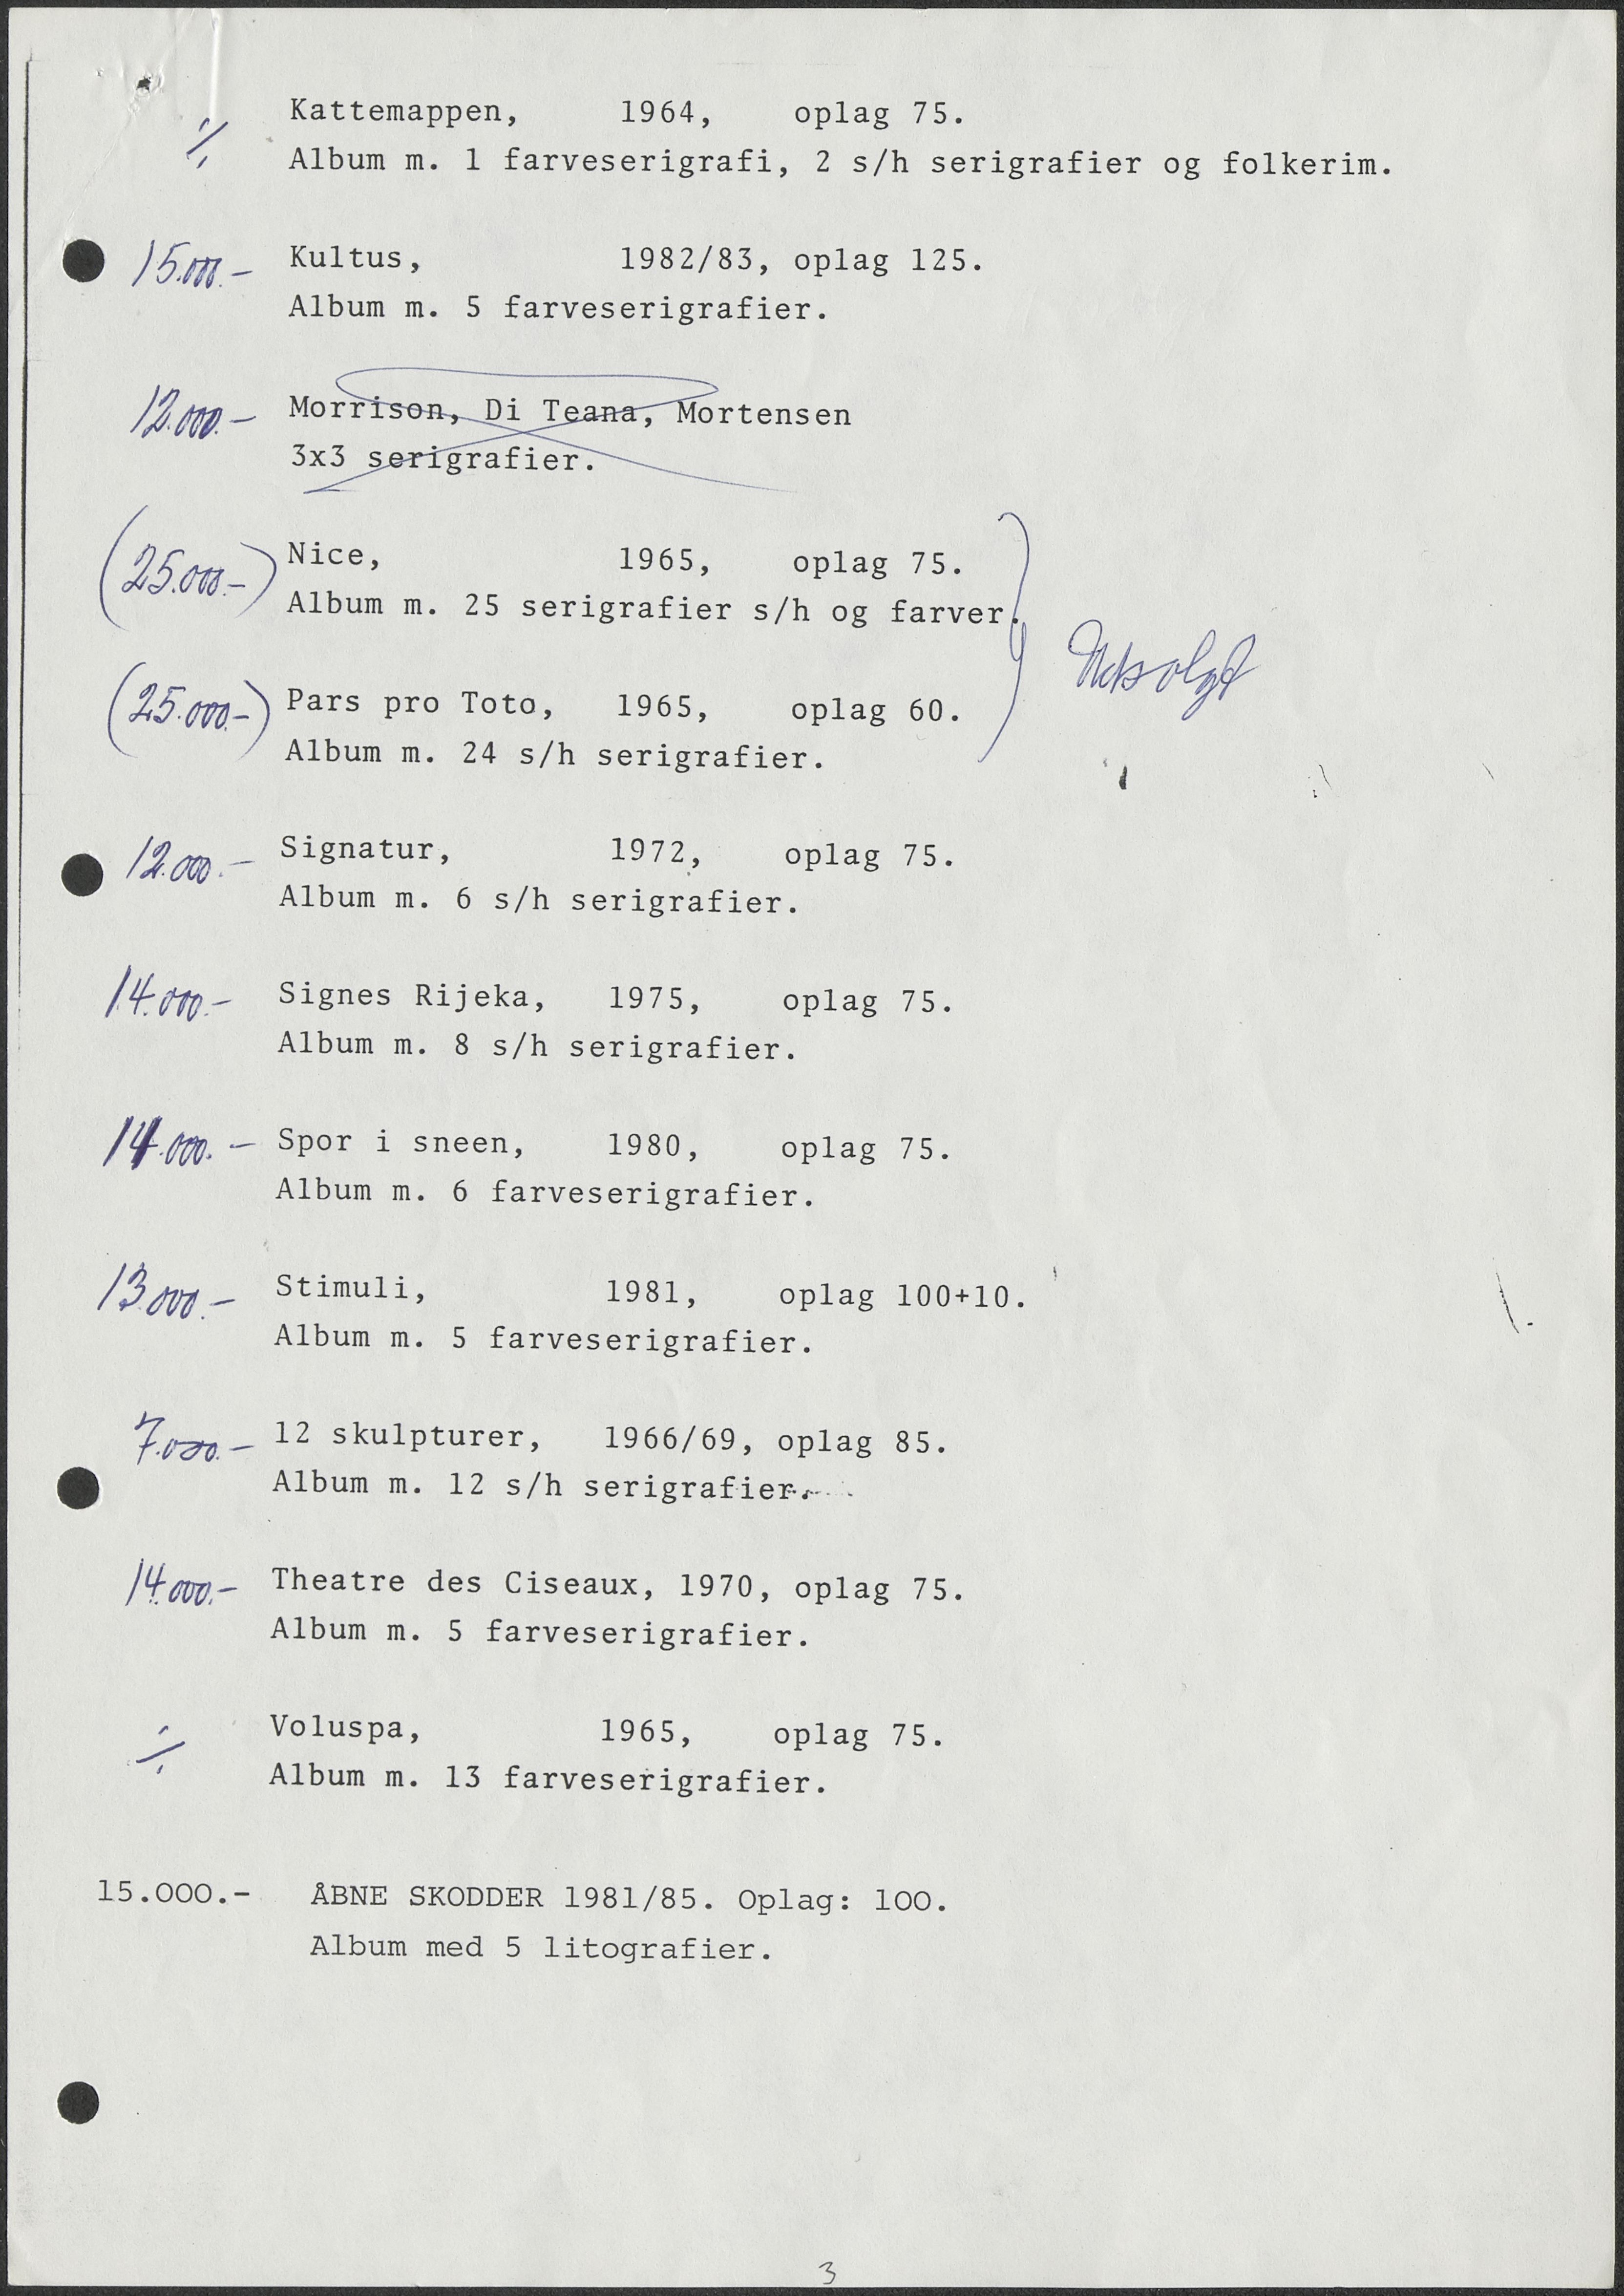 Kattemappen, 1964, oplag 75.
÷ Album m. 1 farveserigrafi, 2 s/h serigrafier og folkerim.
15.000.- Kultus, 1982/83, oplag 125.
Album m. 5 farveserigrafier.
12.000.- Morrison, Di Teana, Mortensen
3x3 serigrafier.
(25.000.-) Nice, 1965, oplag 75.
Album m. 25 serigrafier s/h og farver.
Udsolgt
(25.000.-) Pars pro Toto, 1965, oplag 60.
Album m. 24 s/h serigrafier.
12.000.- Signatur, 1972, oplag 75.
Album m. 6 s/h serigrafier.
14.000.- Signes Rijeka, 1975, oplag 75.
Album m. 8 s/h serigrafier.
14.000.- Spor i sneen, 1980, oplag 75.
Album m. 6 farveserigrafier.
13.000.- Stimuli, 1981, oplag 100+10.
Album m. 5 farveserigrafier.
7.000.- 12 skulpturer, 1966/69, oplag 85.
Album m. 12 s/h serigrafier.
14.000.- Theatre des Ciseaux, 1970, oplag 75.
Album m. 5 farveserigrafier.
÷ Voluspa, 1965, oplag 75.
Album m. 13 farveserigrafier.
15.000.- ÅBNE SKODDER 1981/85. Oplag: 100.
Album med 5 litografier.
3